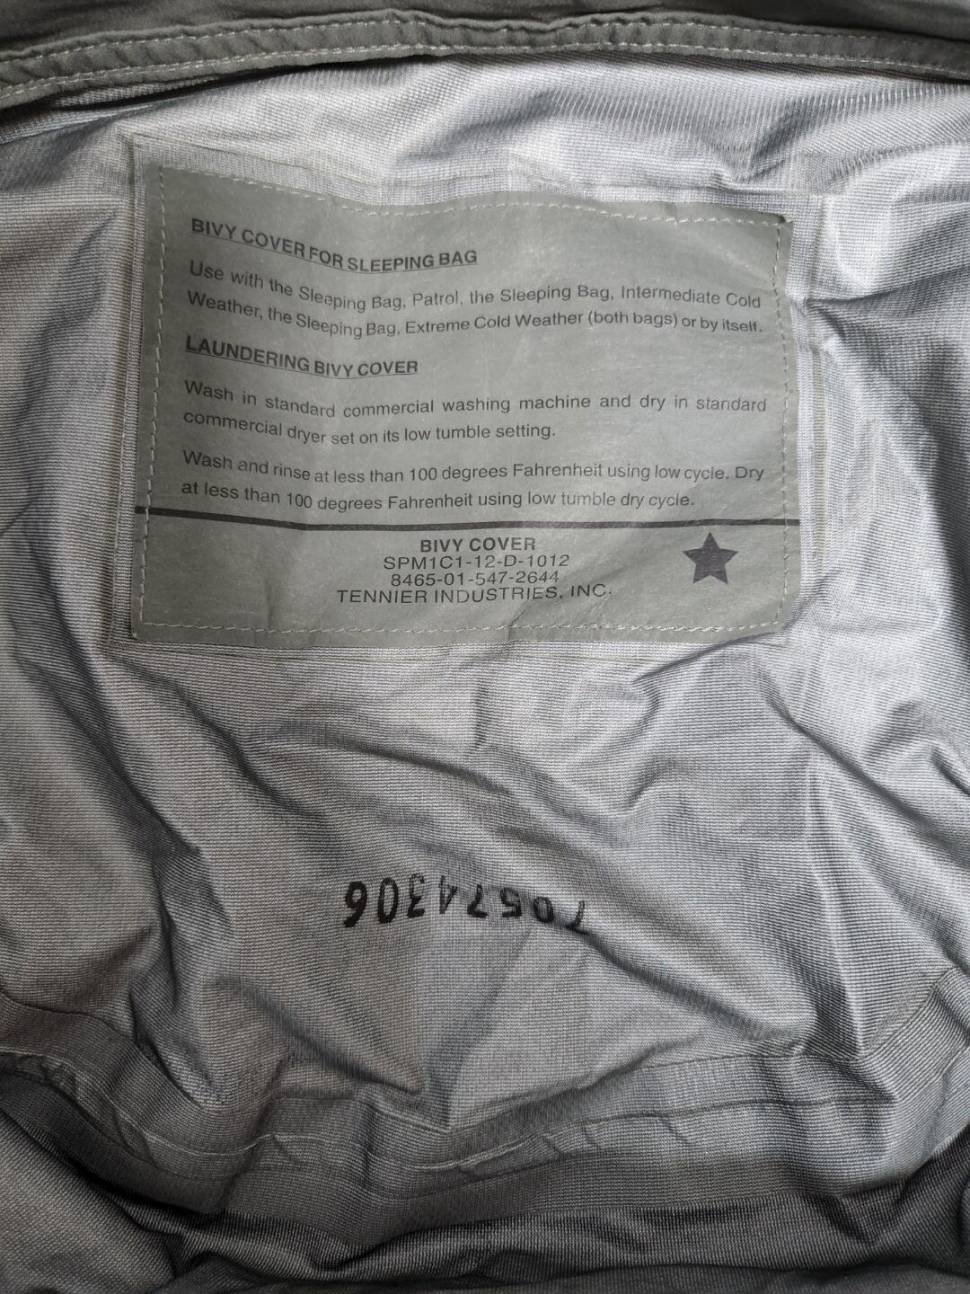 BIVY COVER FOR SLEEPING BAG
Use with the Sleeping Bag, Patrol, the Sleeping Bag, Intermediate Cold
Weather, the Sleeping Bag, Extreme Cold Weather (both bags) or by itself.
LAUNDERING BIVY COVER
Wash in standard commercial washing machine and dry in standard
commercial dryer set on its low tumble setting.
Wash and rinse at less than 100 degrees Fahrenheit using low cycle. Dry
at less than 100 degrees Fahrenheit using low tumble dry cycle.
BIVY COVER
SPM1C1-12-D-1012
8465-01-547-2644
TENNIER INDUSTRIES, INC.
70574306